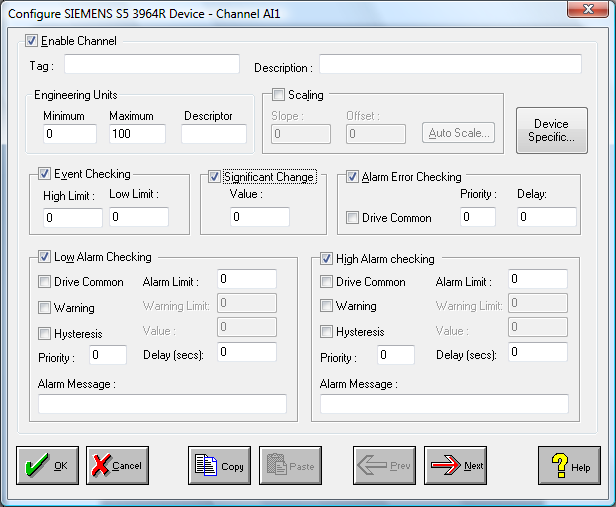 Configure SIEMENS S5 3964R Device - Channel AI1
Enable Channel
Tag : Description :
Engineering Units
Minimum Maximum Descriptor
0 100
Scaling
Slope : Offset :
0 0 Auto Scale...
Device
Specific...
Event Checking
High Limit : Low Limit :
0 0
Significant Change
Value :
0
Alarm Error Checking
Priority : Delay:
Drive Common 0 0
Low Alarm Checking
Drive Common Alarm Limit : 0
Warning Warning Limit: 0
Hysteresis Value : 0
Priority : 0 Delay (secs): 0
Alarm Message :
High Alarm checking
Drive Common Alarm Limit : 0
Warning Warning Limit: 0
Hysteresis Value : 0
Priority : 0 Delay (secs): 0
Alarm Message :
OK Cancel Copy Paste Prev Next Help